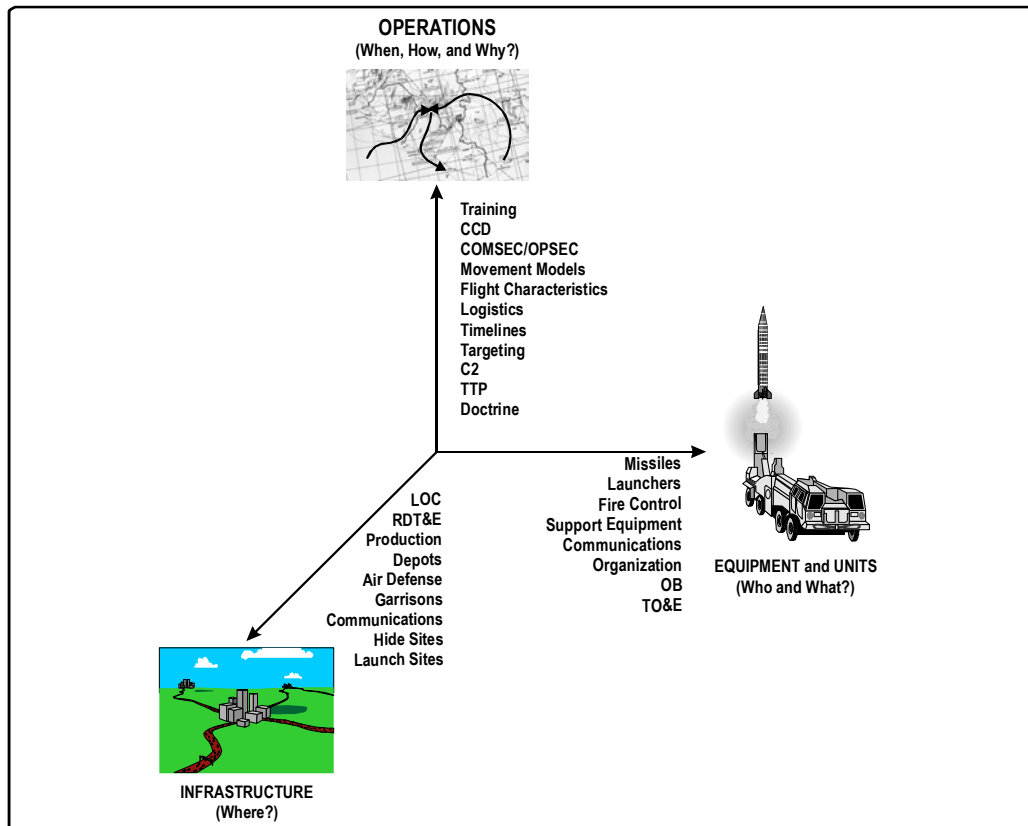 OPERATIONS
(When, How, and Why?)
Training
CCD
COMSEC/OPSEC
Movement Models
Flight Characteristics
Logistics
Timelines
Targeting
C2
TTP
Doctrine
Missiles
Launchers
Fire Control
Support Equipment
Communications
Organization
OB
TO&E
EQUIPMENT and UNITS
(Who and What?)
LOC
RDT&E
Production
Depots
Air Defense
Garrisons
Communications
Hide Sites
Launch Sites
INFRASTRUCTURE
(Where?)